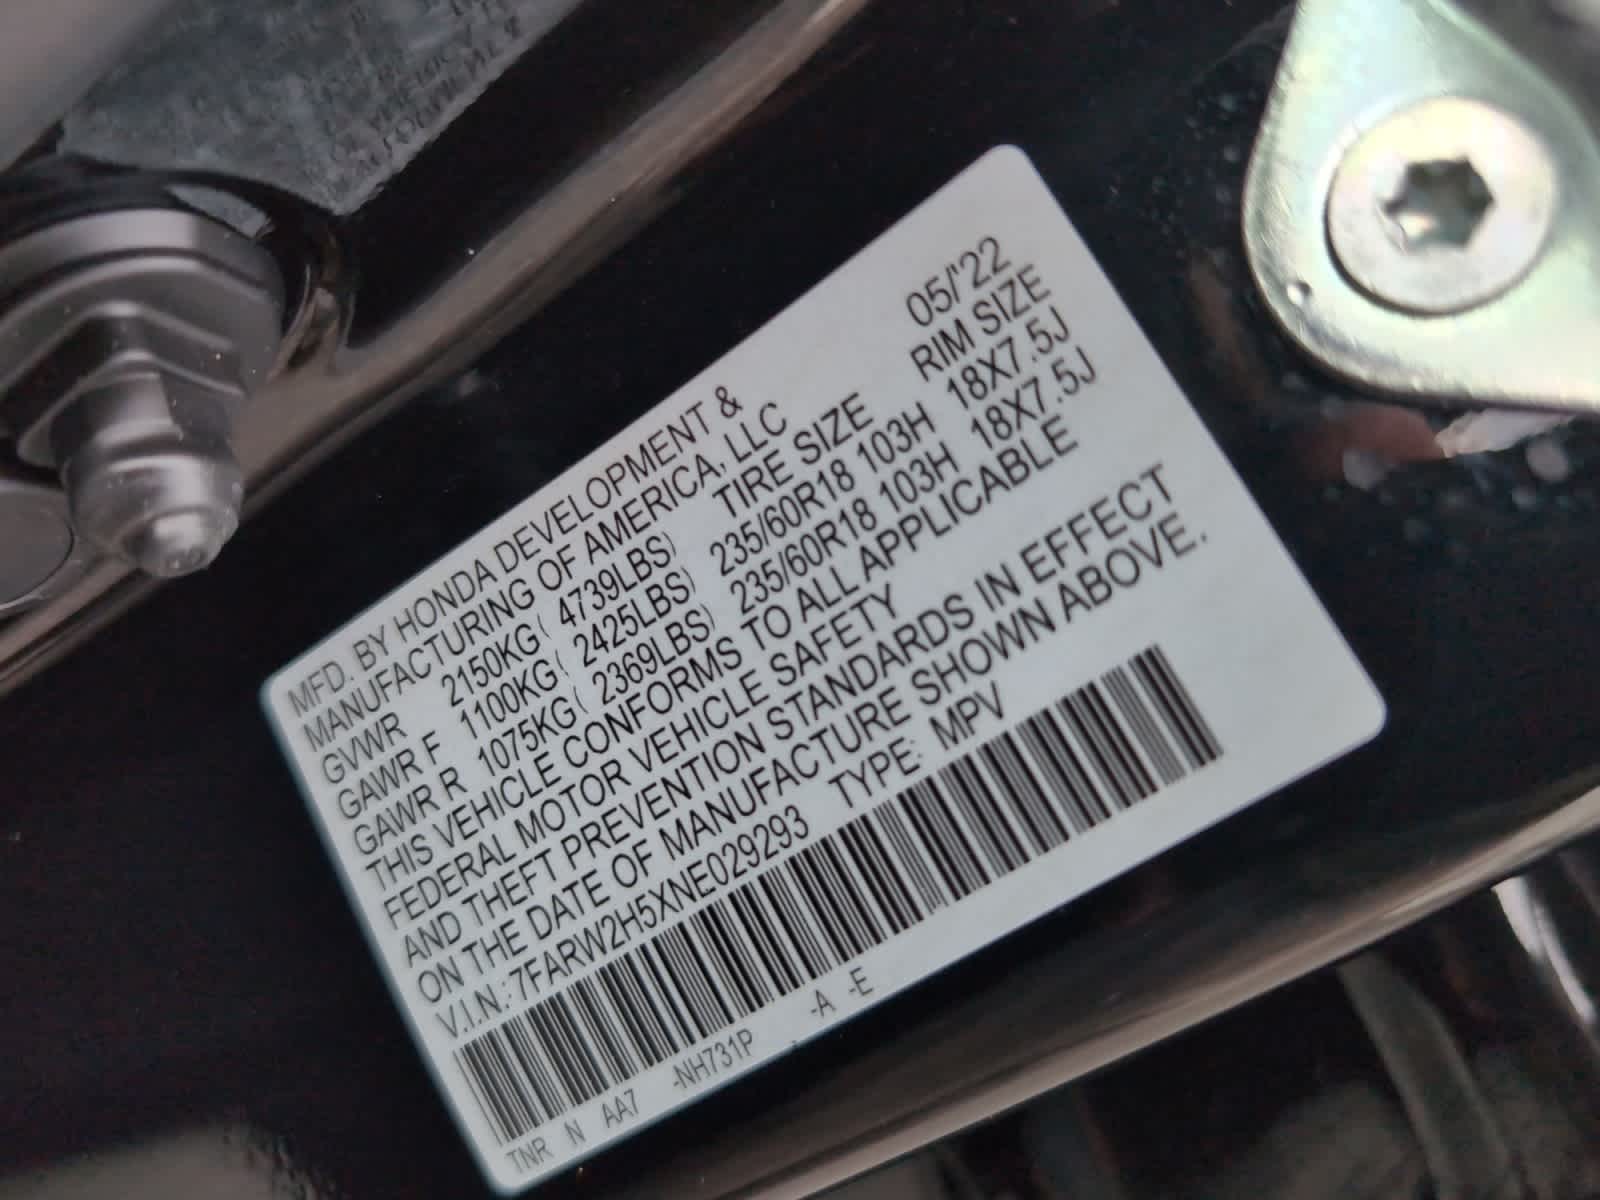 MFD. BY HONDA DEVELOPMENT &
MANUFACTURING OF AMERICA, LLC 05/'22
GVWR 2150KG( 4739LBS) TIRE SIZE RIM SIZE
GAWR F 1100KG( 2425LBS) 235/60R18 103H 18X7.5J
GAWR R 1075KG( 2369LBS) 235/60R18 103H 18X7.5J
THIS VEHICLE CONFORMS TO ALL APPLICABLE
FEDERAL MOTOR VEHICLE SAFETY
AND THEFT PREVENTION STANDARDS IN EFFECT
ON THE DATE OF MANUFACTURE SHOWN ABOVE.
V.I.N.: 7FARW2H5XNE029293 TYPE: MPV
TNR N AA7 -NH731P -A -E